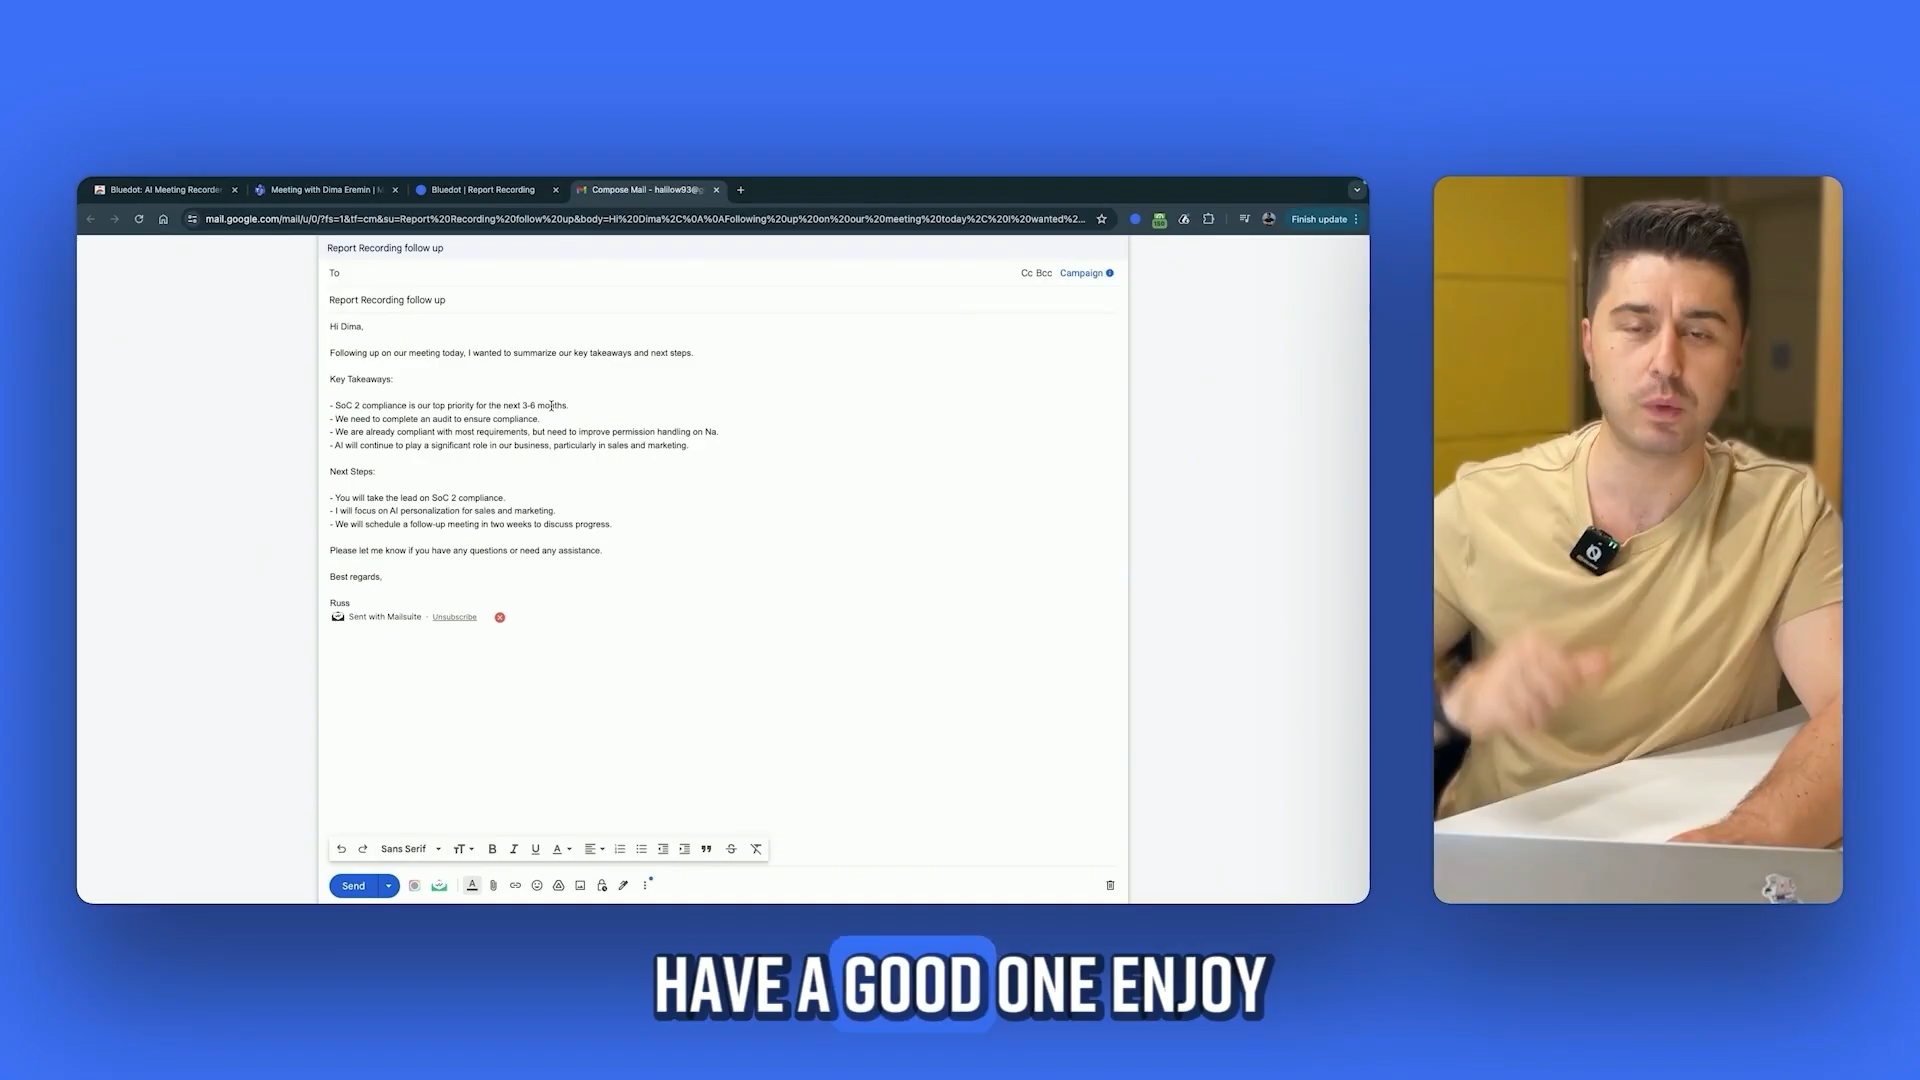 Bluedot: AI Meeting Recorder
Meeting with Dima Eremin | M
Bluedot | Report Recording
Compose Mail - halilow93@g
mail.google.com/mail/u/0/?fs=1&tf=cm&su=Report%20Recording%20follow%20up&body=Hi%20Dima%2C%0A%0AFollowing%20up%20on%20our%20meeting%20today%2C%20I%20wanted%2...
Finish update
Report Recording follow up
To
Cc Bcc Campaign
Report Recording follow up
Hi Dima,
Following up on our meeting today, I wanted to summarize our key takeaways and next steps.
Key Takeaways:
- SoC 2 compliance is our top priority for the next 3-6 months.
- We need to complete an audit to ensure compliance.
- We are already compliant with most requirements, but need to improve permission handling on Na.
- AI will continue to play a significant role in our business, particularly in sales and marketing.
Next Steps:
- You will take the lead on SoC 2 compliance.
- I will focus on AI personalization for sales and marketing.
- We will schedule a follow-up meeting in two weeks to discuss progress.
Please let me know if you have any questions or need any assistance.
Best regards,
Russ
Sent with Mailsuite · Unsubscribe
Sans Serif
Send
HAVE A GOOD ONE ENJOY